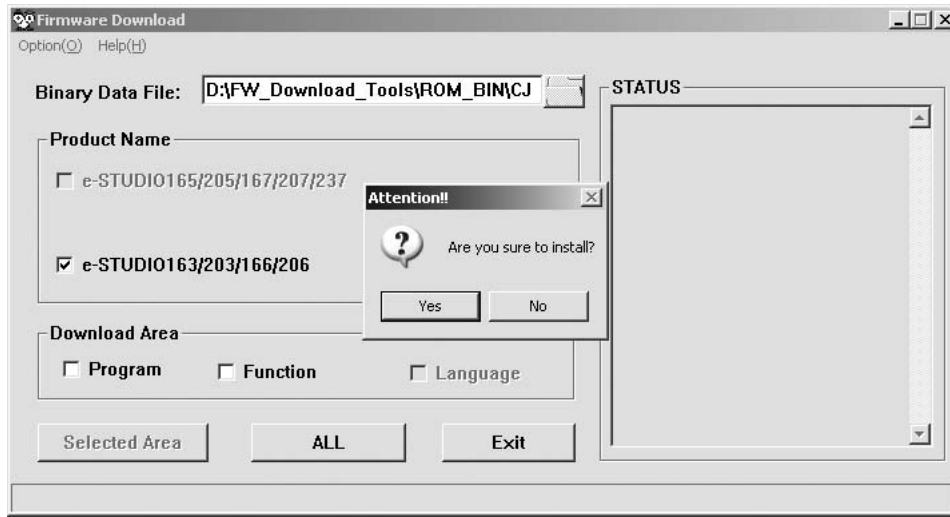 Firmware Download
Option(O) Help(H)
Binary Data File: D:\FW_Download_Tools\ROM_BIN\CJ
STATUS
Product Name
e-STUDIO165/205/167/207/237
Attention!!
Are you sure to install?
e-STUDIO163/203/166/206
Yes No
Download Area
Program Function Language
Selected Area ALL Exit